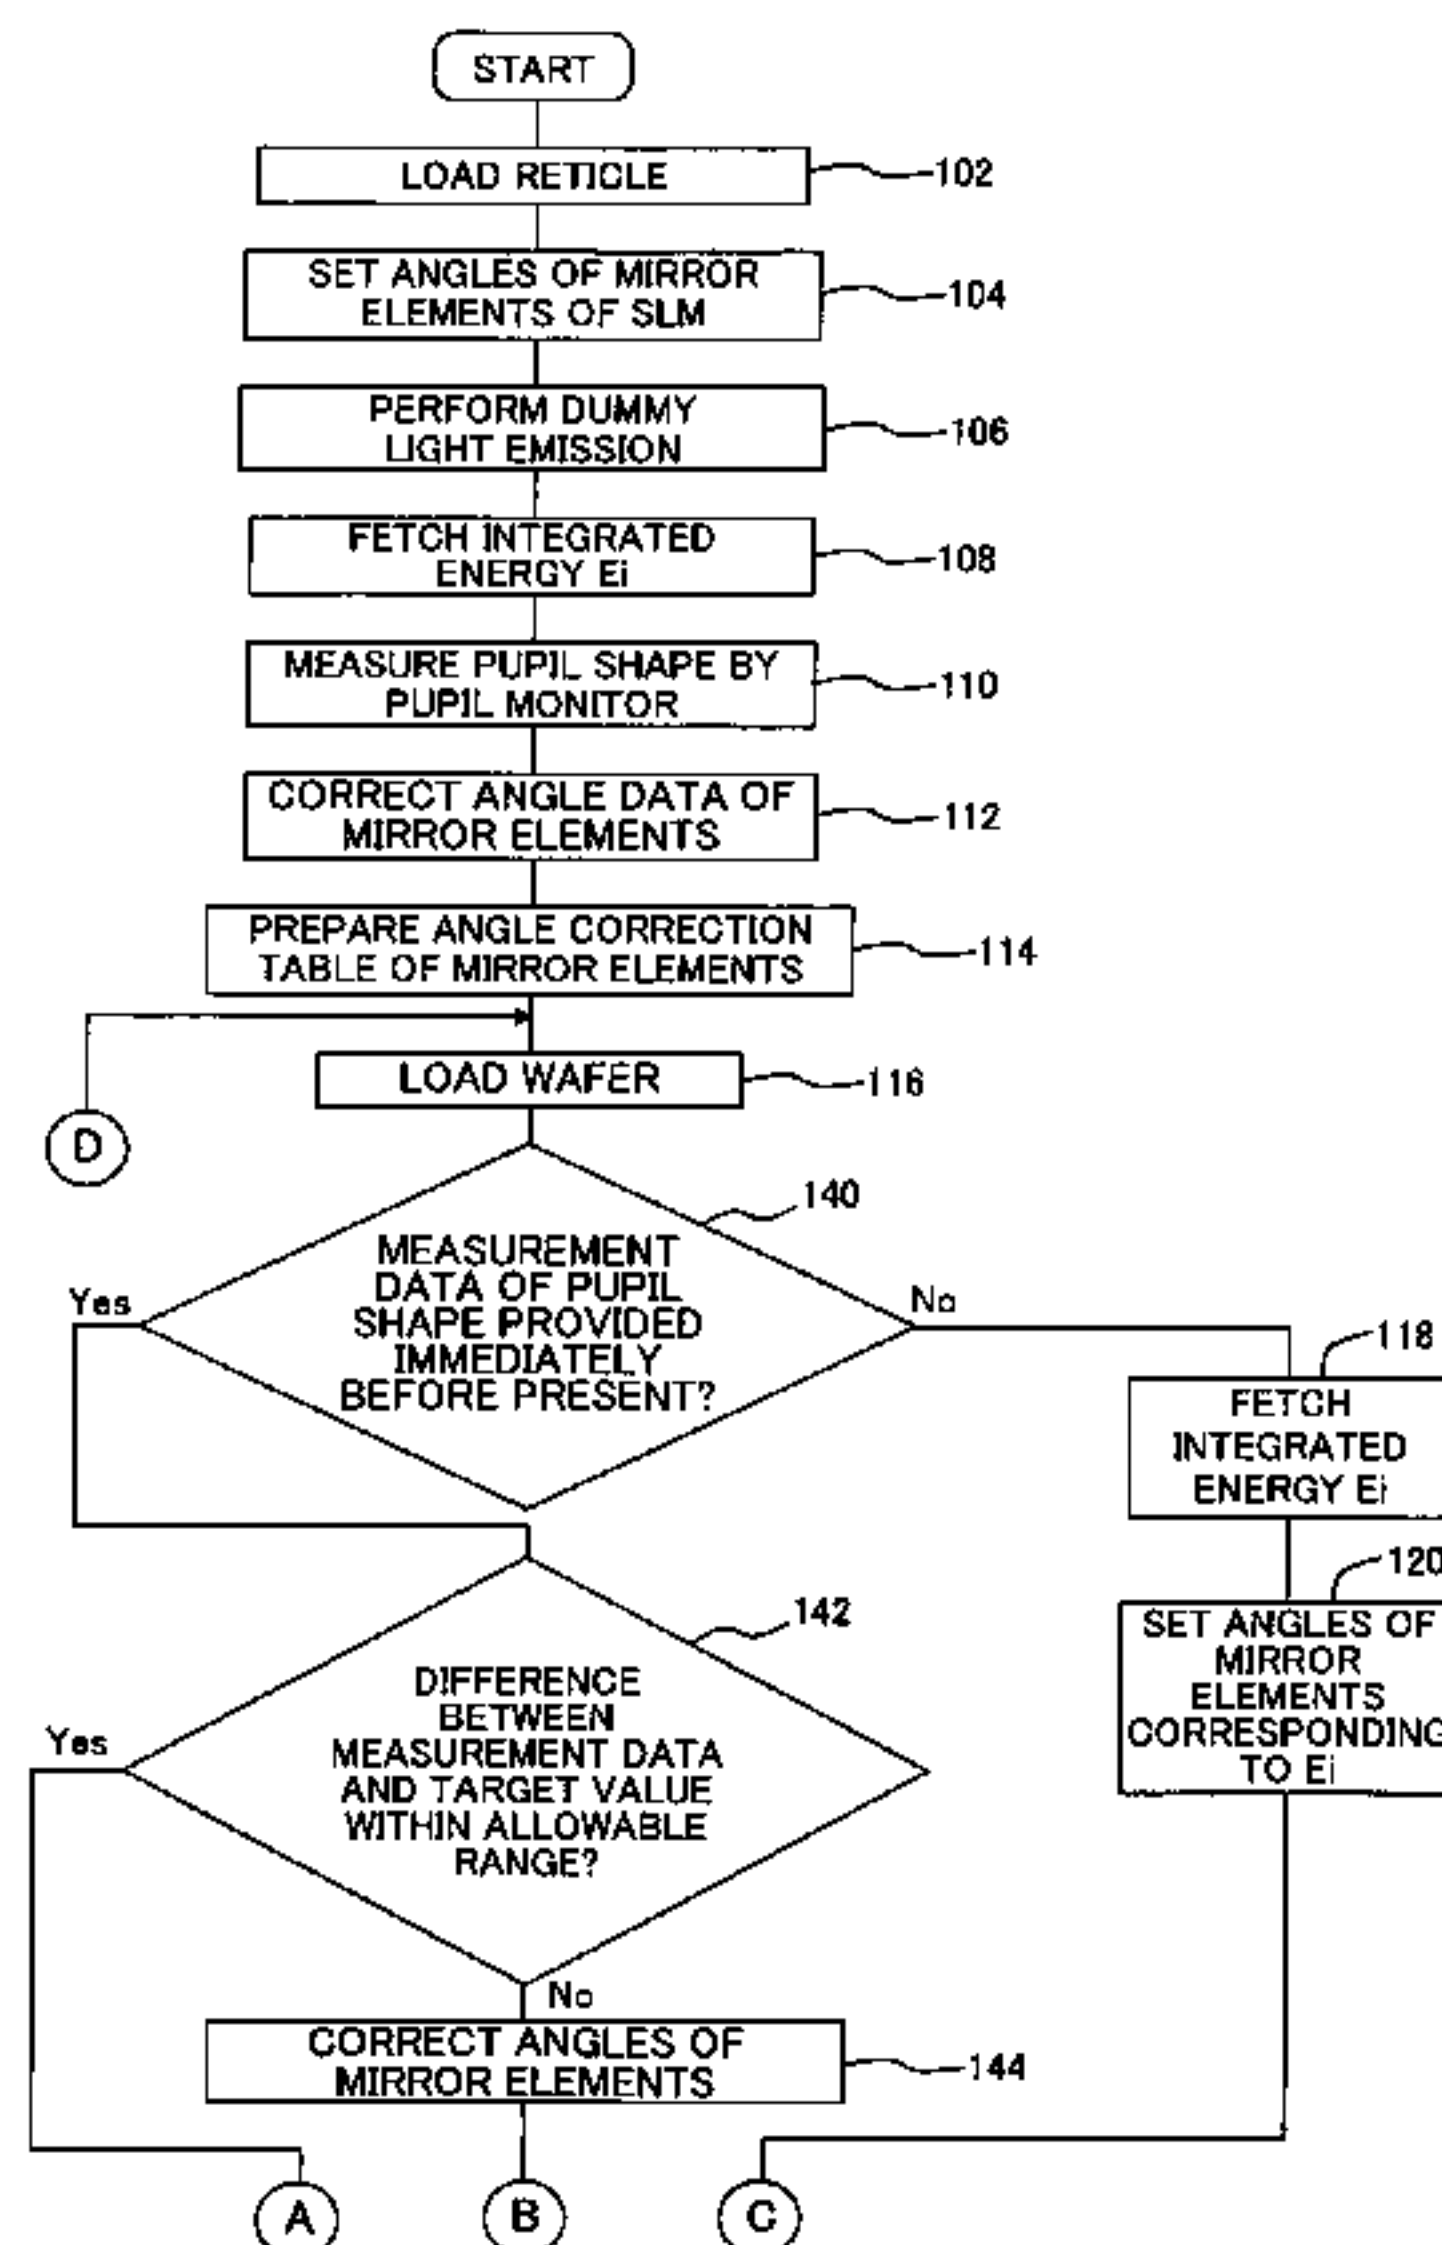 START
LOAD RETICLE
102
SET ANGLES OF MIRROR
ELEMENTS OF SLM
104
PERFORM DUMMY
LIGHT EMISSION
106
FETCH INTEGRATED
ENERGY Ei
108
MEASURE PUPIL SHAPE BY
PUPIL MONITOR
110
CORRECT ANGLE DATA OF
MIRROR ELEMENTS
112
PREPARE ANGLE CORRECTION
TABLE OF MIRROR ELEMENTS
114
LOAD WAFER
116
D
140
MEASUREMENT
DATA OF PUPIL
SHAPE PROVIDED
IMMEDIATELY
BEFORE PRESENT?
Yes
No
118
FETCH
INTEGRATED
ENERGY Ei
120
SET ANGLES OF
MIRROR
ELEMENTS
CORRESPONDING
TO Ei
142
DIFFERENCE
BETWEEN
MEASUREMENT DATA
AND TARGET VALUE
WITHIN ALLOWABLE
RANGE?
Yes
No
CORRECT ANGLES OF
MIRROR ELEMENTS
144
A
B
C